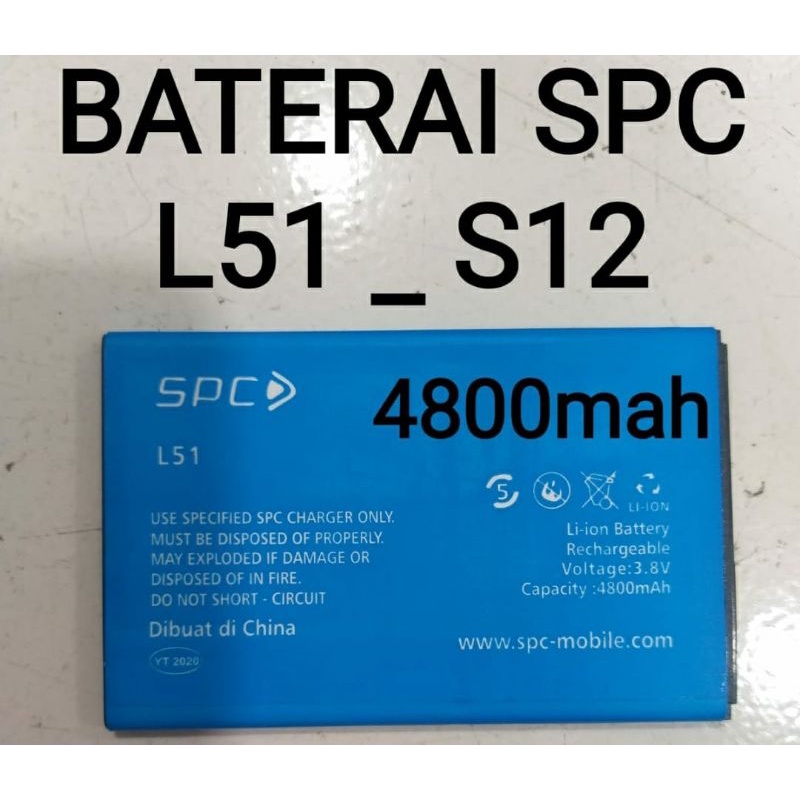 BATERAI SPC
L51 _ S12
SPC
4800mah
L51
5
LI-ION
USE SPECIFIED SPC CHARGER ONLY.
MUST BE DISPOSED OF PROPERLY.
MAY EXPLODED IF DAMAGE OR
DISPOSED OF IN FIRE.
DO NOT SHORT - CIRCUIT
Dibuat di China
YT 2020
Li-ion Battery
Rechargeable
Voltage:3.8V
Capacity :4800mAh
www.spc-mobile.com